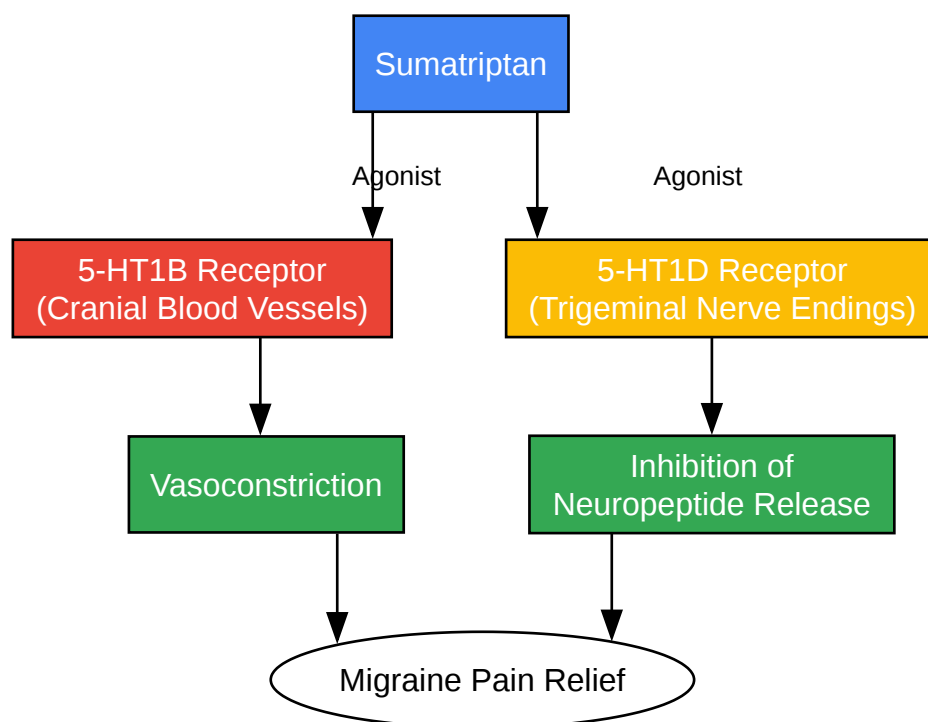 Sumatriptan
Agonist
Agonist
5-HT1B Receptor
(Cranial Blood Vessels)
5-HT1D Receptor
(Trigeminal Nerve Endings)
Vasoconstriction
Inhibition of
Neuropeptide Release
Migraine Pain Relief